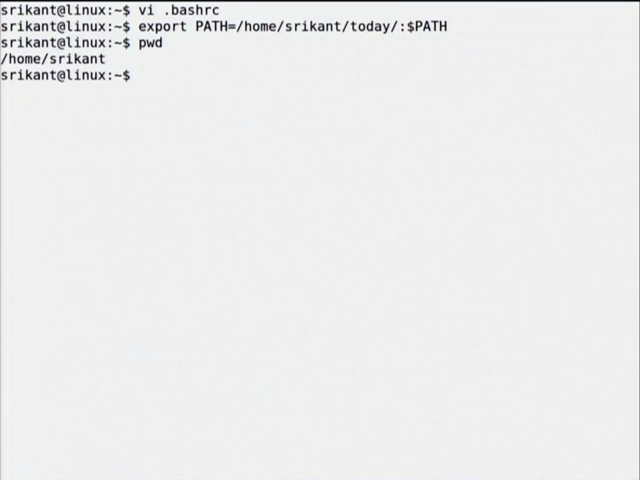 srikant@linux:~$ vi .bashrc
srikant@linux:~$ export PATH=/home/srikant/today/:$PATH
srikant@linux:~$ pwd
/home/srikant
srikant@linux:~$